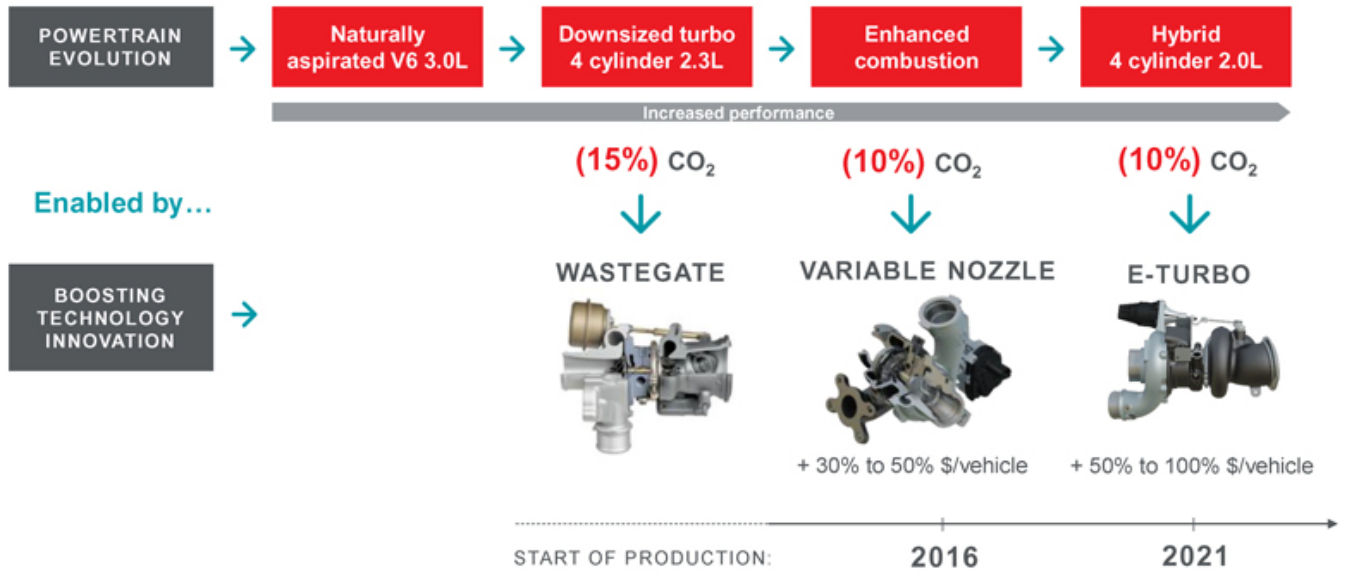 POWERTRAIN
EVOLUTION
Naturally
aspirated V6 3.0L
Downsized turbo
4 cylinder 2.3L
Enhanced
combustion
Hybrid
4 cylinder 2.0L
Increased performance
(15%) CO₂
(10%) CO₂
(10%) CO₂
Enabled by...
BOOSTING
TECHNOLOGY
INNOVATION
WASTEGATE
VARIABLE NOZZLE
E-TURBO
+ 30% to 50% $/vehicle
+ 50% to 100% $/vehicle
START OF PRODUCTION:
2016
2021